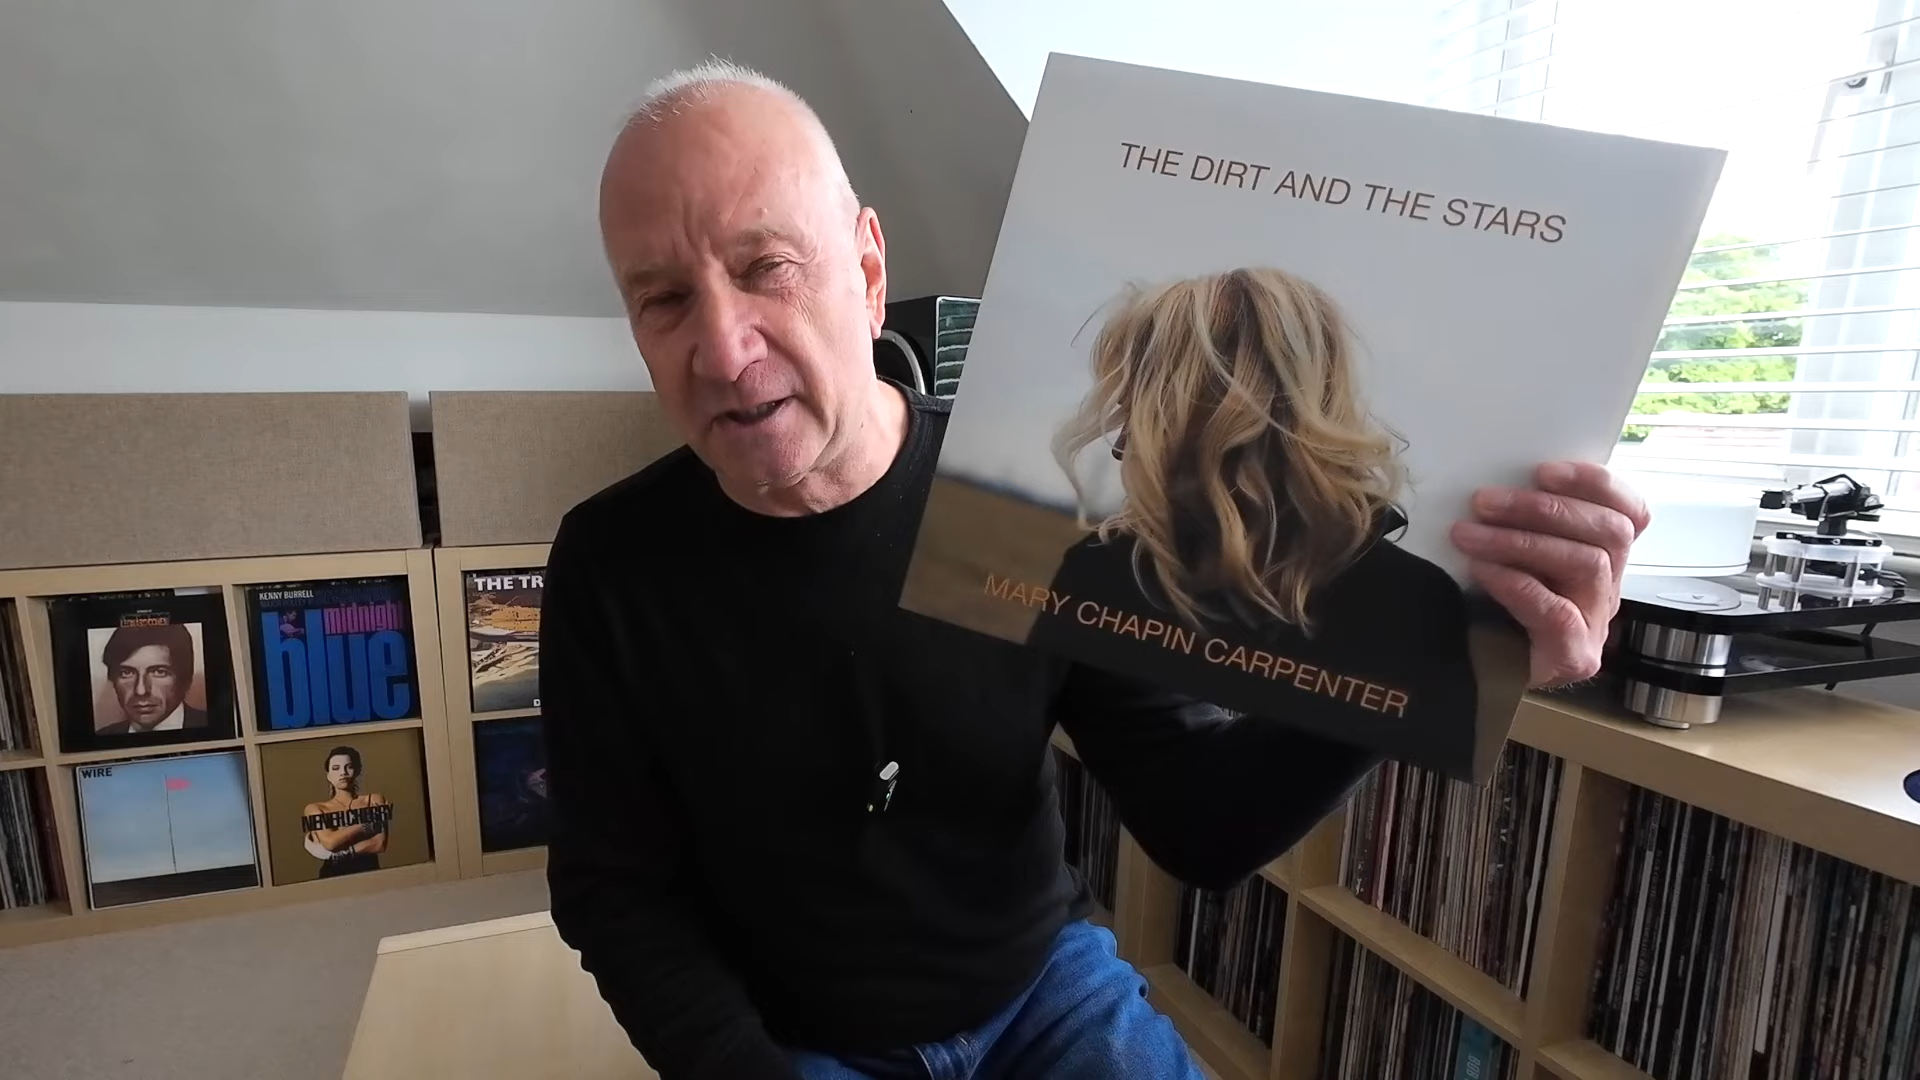 THE DIRT AND THE STARS
MARY CHAPIN CARPENTER
KENNY BURRELL
midnight
blue
THE TR
WIRE
NENEH CHERRY